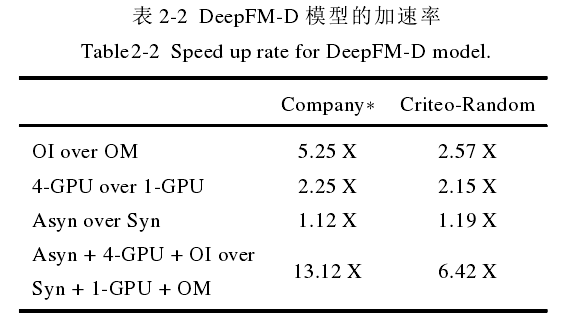 表 2-2 DeepFM-D 模型的加速率
Table2-2 Speed up rate for DeepFM-D model.
Company* Criteo-Random
OI over OM 5.25 X 2.57 X
4-GPU over 1-GPU 2.25 X 2.15 X
Asyn over Syn 1.12 X 1.19 X
Asyn + 4-GPU + OI over
13.12 X 6.42 X
Syn + 1-GPU + OM